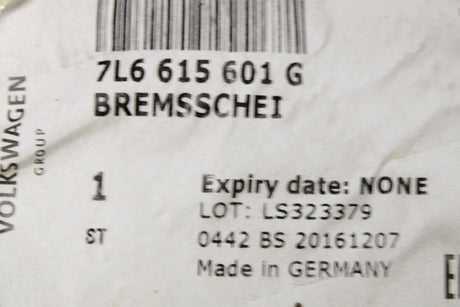 7L6 615 601 G
BREMSSCHEI
VOLKSWAGEN
GROUP
1
Expiry date: NONE
ST
LOT: LS323379
0442 BS 20161207
Made in GERMANY